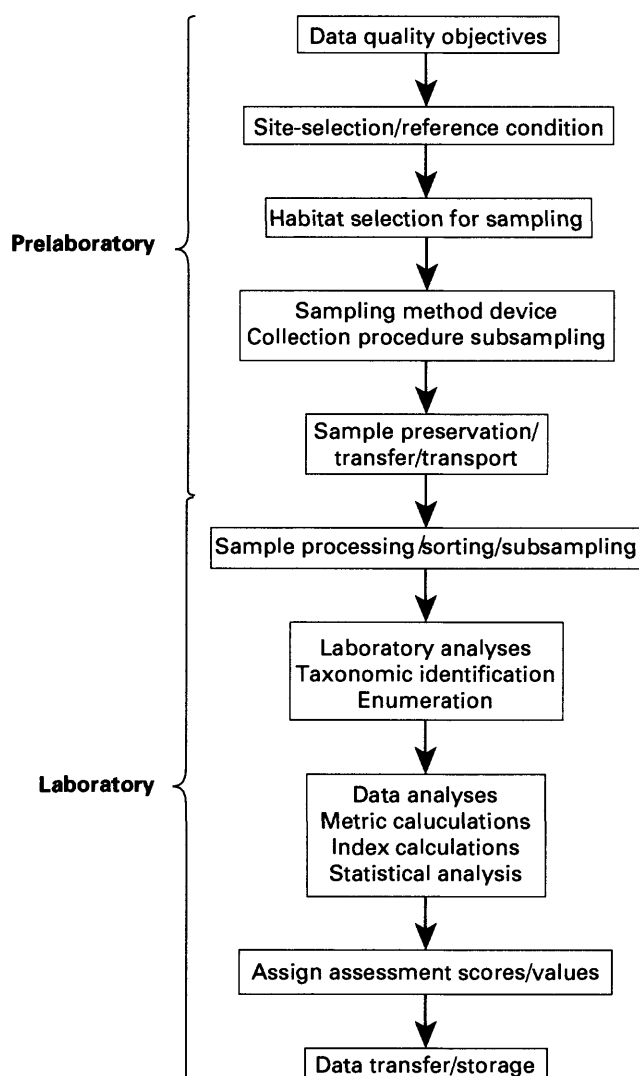 Data quality objectives
Site-selection/reference condition
Habitat selection for sampling
Prelaboratory
Sampling method device
Collection procedure subsampling
Sample preservation/
transfer/transport
Sample processing/sorting/subsampling
Laboratory analyses
Taxonomic identification
Enumeration
Laboratory
Data analyses
Metric caluculations
Index calculations
Statistical analysis
Assign assessment scores/values
Data transfer/storage